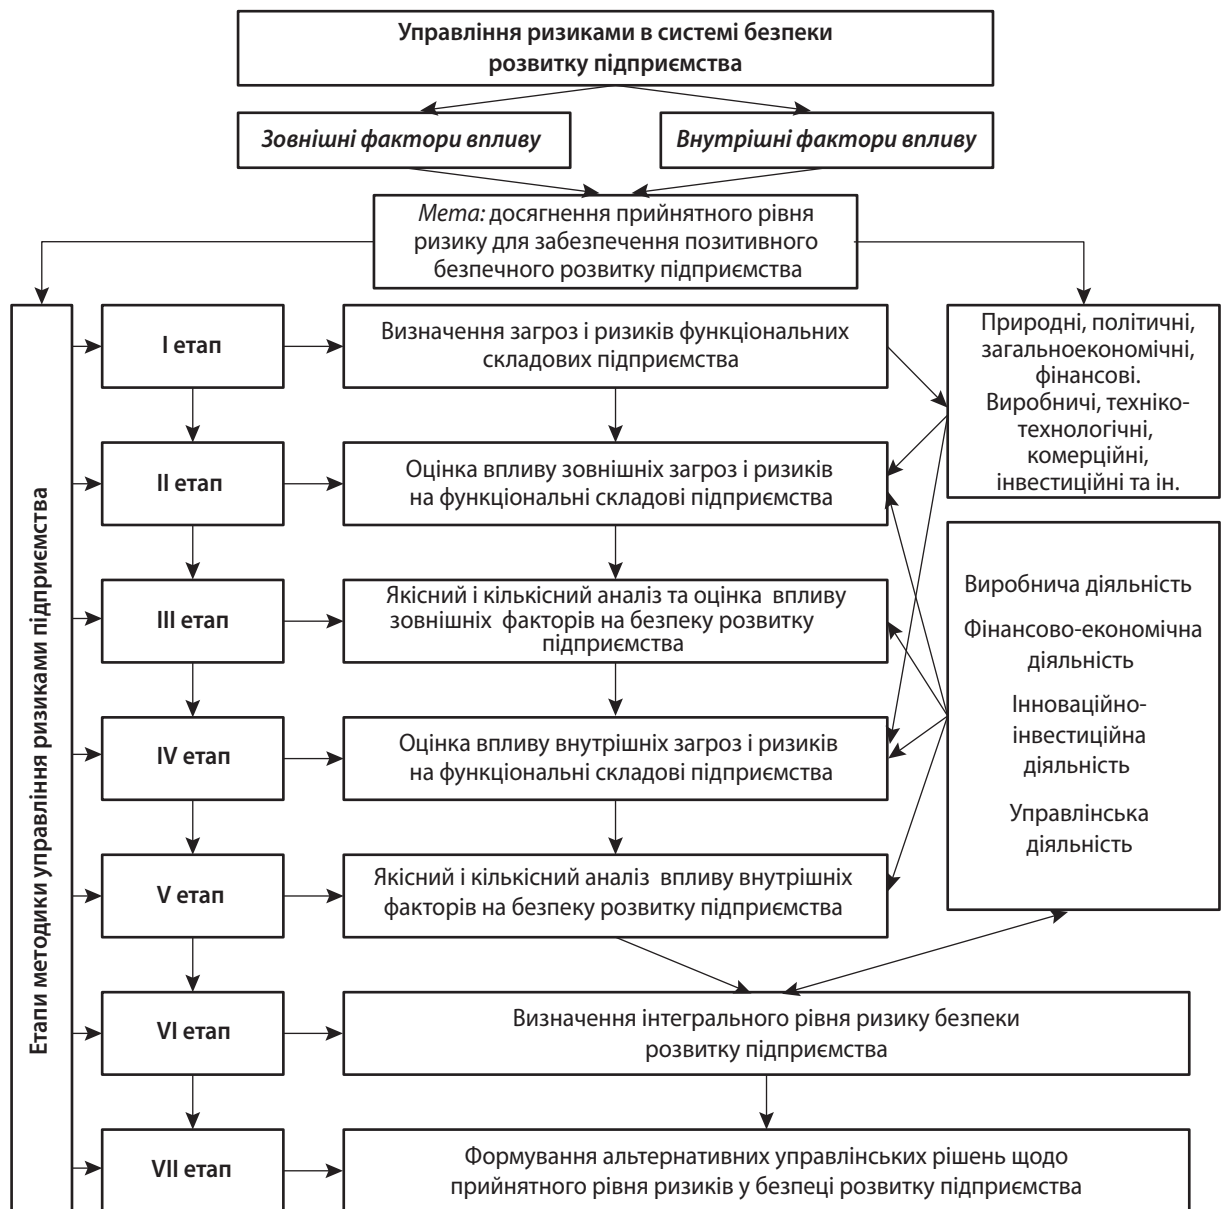 Управління ризиками в системі безпеки
розвитку підприємства
Зовнішні фактори впливу
Внутрішні фактори впливу
Мета: досягнення прийнятного рівня
ризику для забезпечення позитивного
безпечного розвитку підприємства
Етапи методики управління ризиками підприємства
І етап
Визначення загроз і ризиків функціональних
складових підприємства
Природні, політичні,
загальноекономічні,
фінансові.
Виробничі, техніко-
технологічні,
комерційні,
інвестиційні та ін.
ІІ етап
Оцінка впливу зовнішніх загроз і ризиків
на функціональні складові підприємства
ІІІ етап
Якісний і кількісний аналіз та оцінка впливу
зовнішніх факторів на безпеку розвитку
підприємства
Виробнича діяльність
Фінансово-економічна
діяльність
Інноваційно-
інвестиційна
діяльність
Управлінська
діяльність
IV етап
Оцінка впливу внутрішніх загроз і ризиків
на функціональні складові підприємства
V етап
Якісний і кількісний аналіз впливу внутрішніх
факторів на безпеку розвитку підприємства
VI етап
Визначення інтегрального рівня ризику безпеки
розвитку підприємства
VII етап
Формування альтернативних управлінських рішень щодо
прийнятного рівня ризиків у безпеці розвитку підприємства